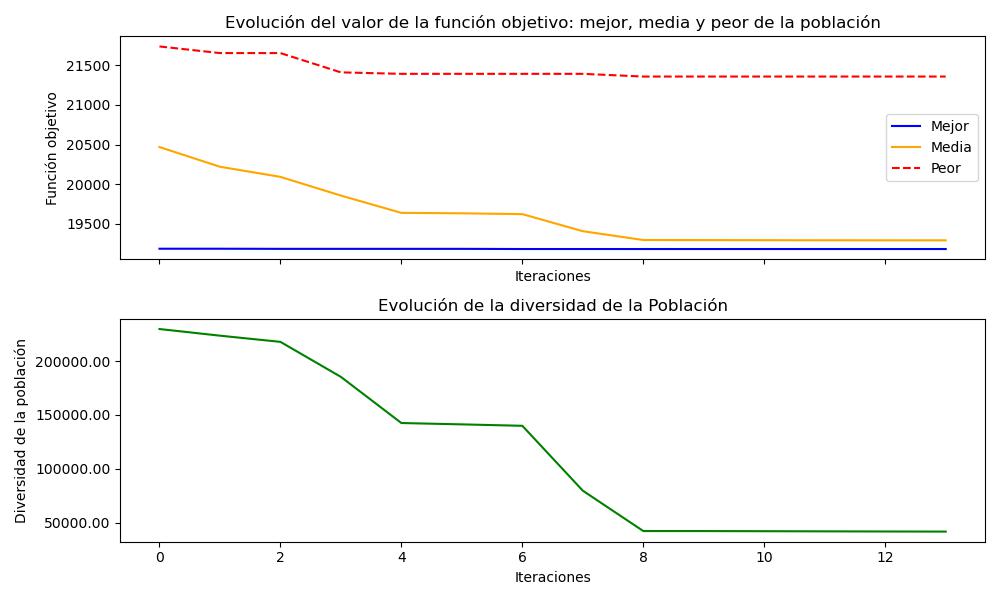 Evolución del valor de la función objetivo: mejor, media y peor de la población
Función objetivo
21500
21000
20500
20000
19500
Mejor
Media
Peor
Iteraciones
Evolución de la diversidad de la Población
Diversidad de la población
200000.00
150000.00
100000.00
50000.00
0 2 4 6 8 10 12
Iteraciones